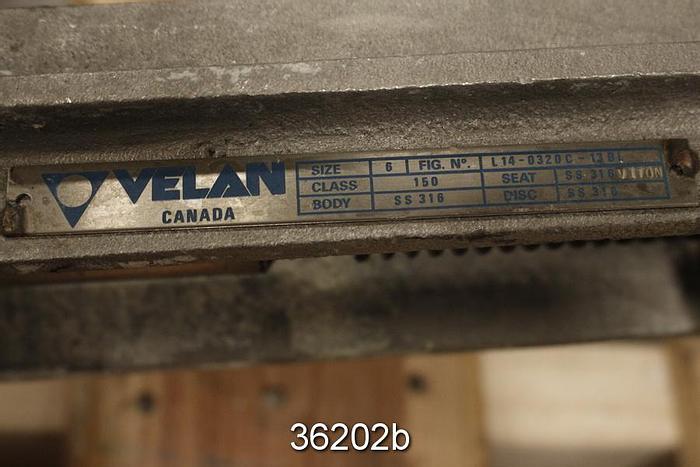 VELAN
CANADA
SIZE 6 FIG. Nº. L14-0320C-13
CLASS 150 SEAT SS 316 VITON
BODY SS 316 DISC SS 316
36202b